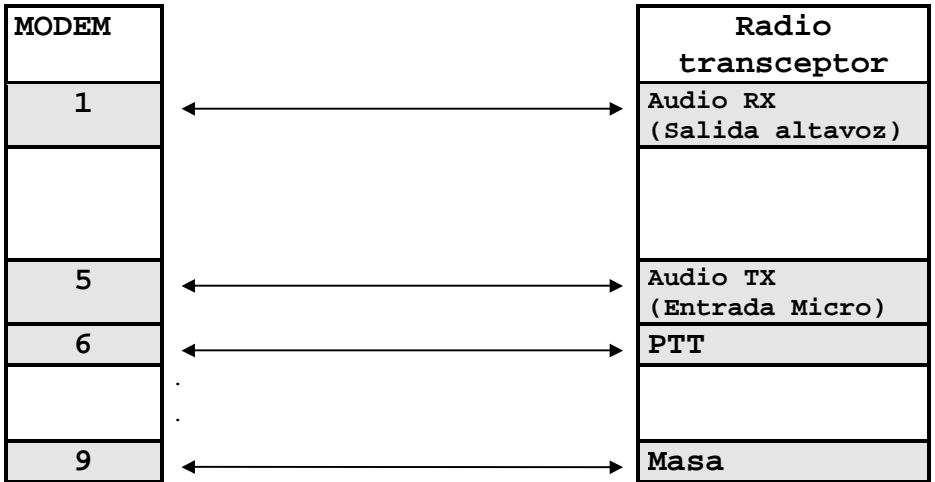 MODEM
Radio
transceptor
1
Audio RX
(Salida altavoz)
5
Audio TX
(Entrada Micro)
6
PTT
.
.
9
Masa